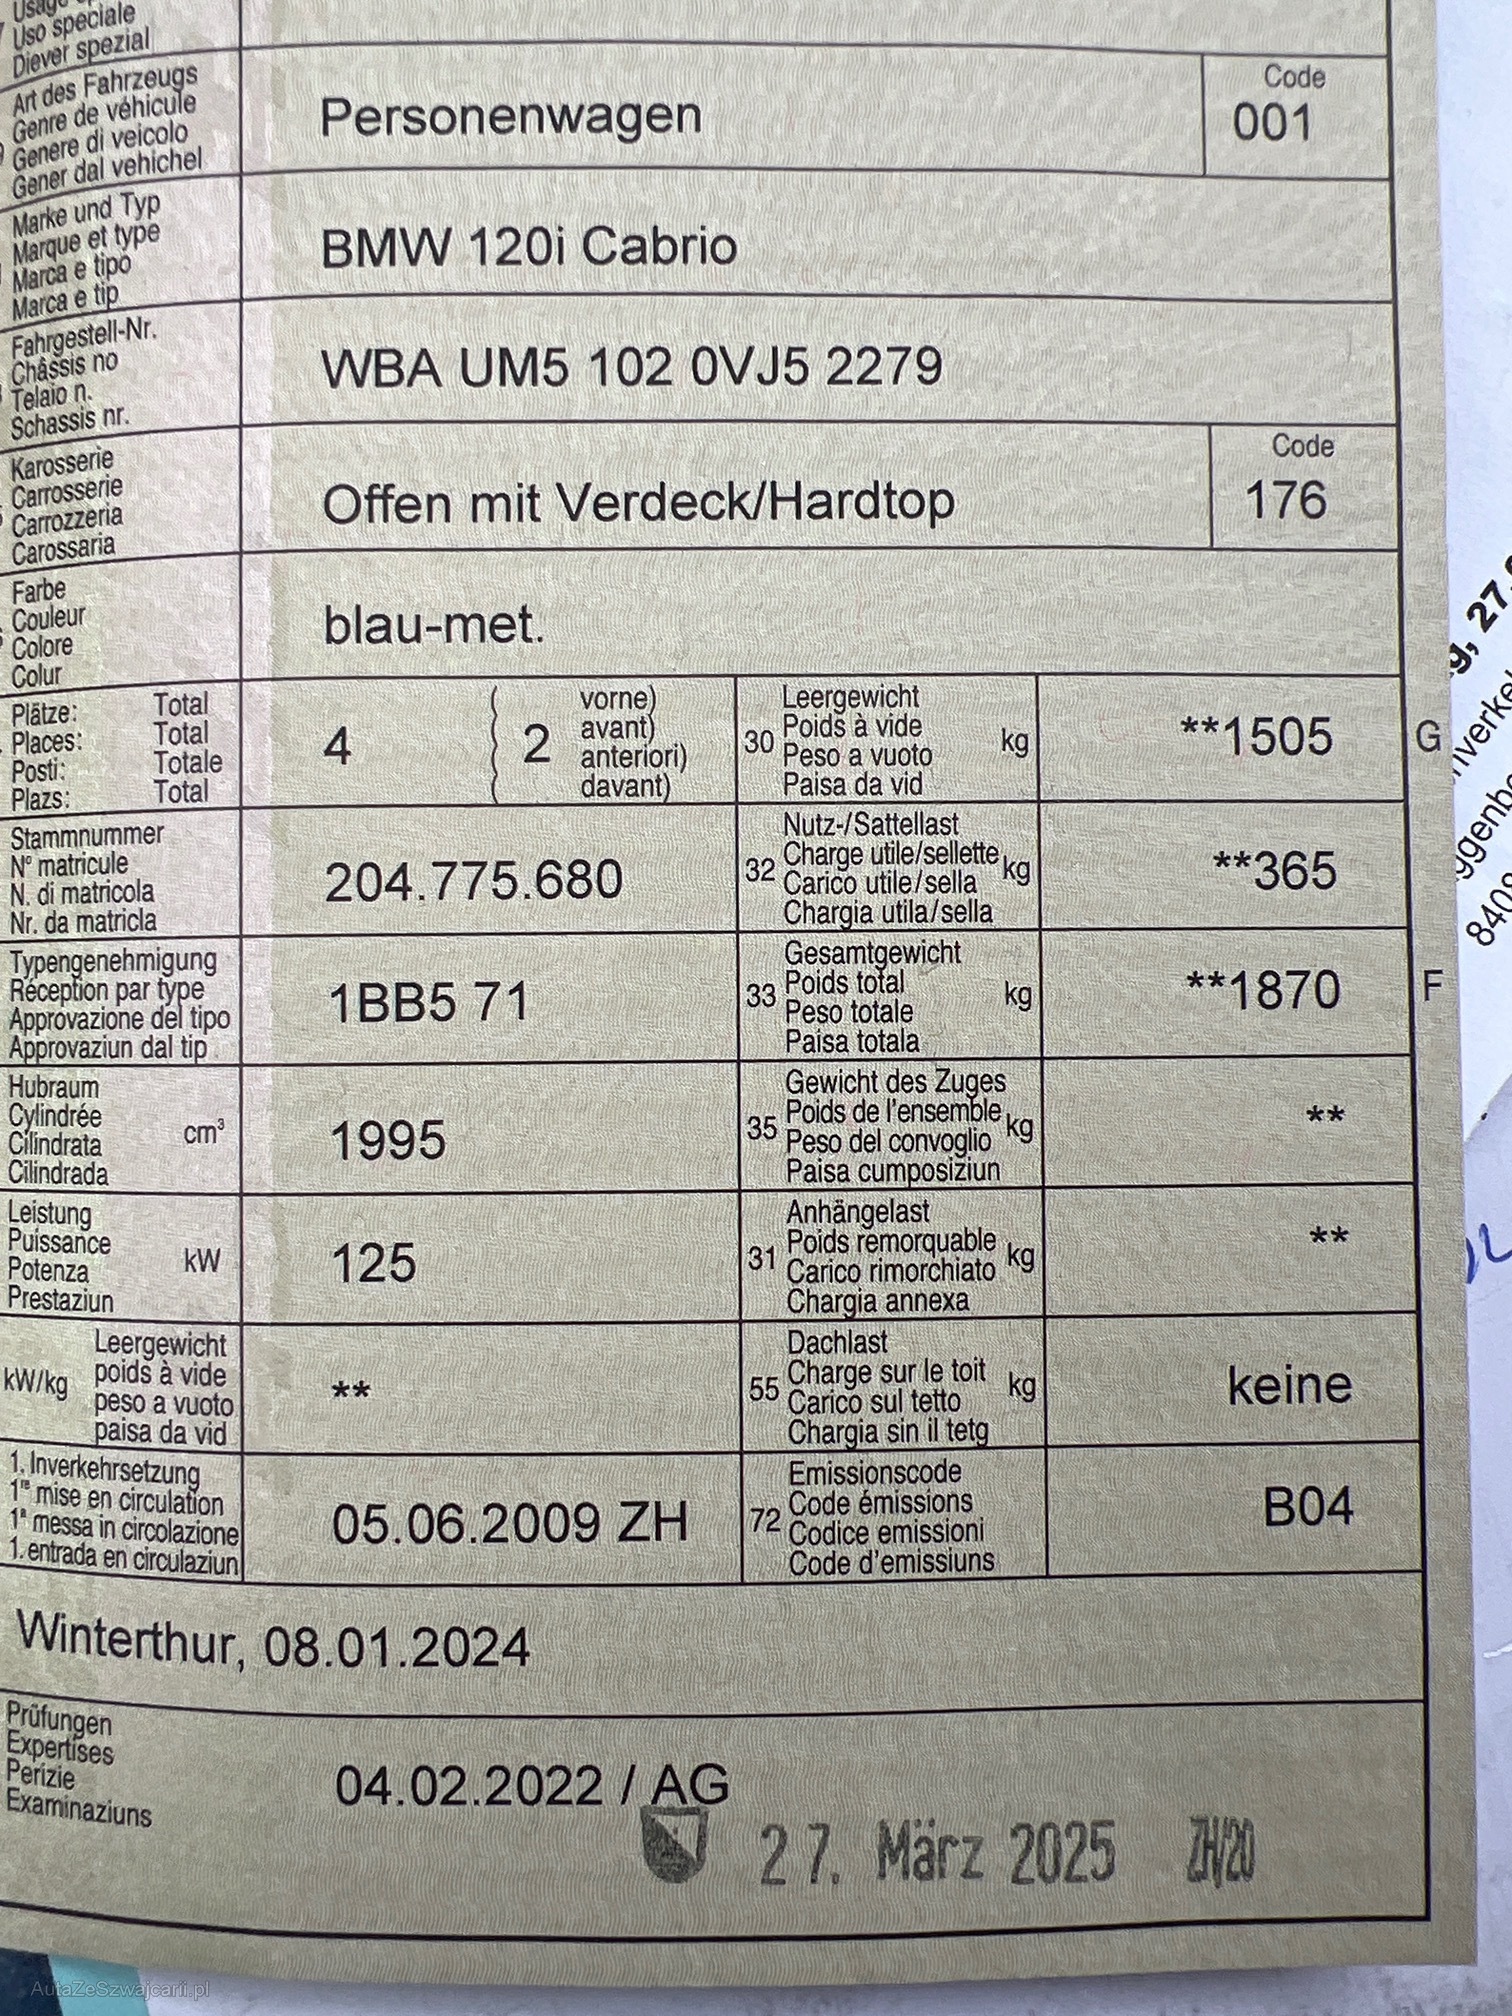 Usage
Uso speciale
Diever spezial
Art des Fahrzeugs
Genre de véhicule
Genere di veicolo
Gener dal vehichel
Personenwagen
Code
001
Marke und Typ
Marque et type
Marca e tipo
Marca e tip
BMW 120i Cabrio
Fahrgestell-Nr.
Châssis no
Telaio n.
Schassis nr.
WBA UM5 102 0VJ5 2279
Karosserie
Carrosserie
Carrozzeria
Carossaria
Offen mit Verdeck/Hardtop
Code
176
Farbe
Couleur
Colore
Colur
blau-met.
Plätze: Total
Places: Total
Posti: Totale
Plazs: Total
4
2
vorne)
avant)
anteriori)
davant)
30
Leergewicht
Poids à vide
Peso a vuoto
Paisa da vid
kg
**1505
G
Stammnummer
N° matricule
N. di matricola
Nr. da matricla
204.775.680
32
Nutz-/Sattellast
Charge utile/sellette
Carico utile/sella
Chargia utila/sella
kg
**365
Typengenehmigung
Réception par type
Approvazione del tipo
Approvaziun dal tip
1BB5 71
33
Gesamtgewicht
Poids total
Peso totale
Paisa totala
kg
**1870
F
Hubraum
Cylindrée
Cilindrata
Cilindrada
cm³
1995
35
Gewicht des Zuges
Poids de l'ensemble
Peso del convoglio
Paisa cumposiziun
kg
**
Leistung
Puissance
Potenza
Prestaziun
kW
125
31
Anhängelast
Poids remorquable
Carico rimorchiato
Chargia annexa
kg
**
kW/kg
Leergewicht
poids à vide
peso a vuoto
paisa da vid
**
55
Dachlast
Charge sur le toit
Carico sul tetto
Chargia sin il tetg
kg
keine
1. Inverkehrsetzung
1re mise en circulation
1a messa in circolazione
1. entrada en circulaziun
05.06.2009 ZH
72
Emissionscode
Code émissions
Codice emissioni
Code d'emissiuns
B04
Winterthur, 08.01.2024
Prüfungen
Expertises
Perizie
Examinaziuns
04.02.2022 / AG
27. März 2025 ZH/20
AutaZeSzwajcarii.pl